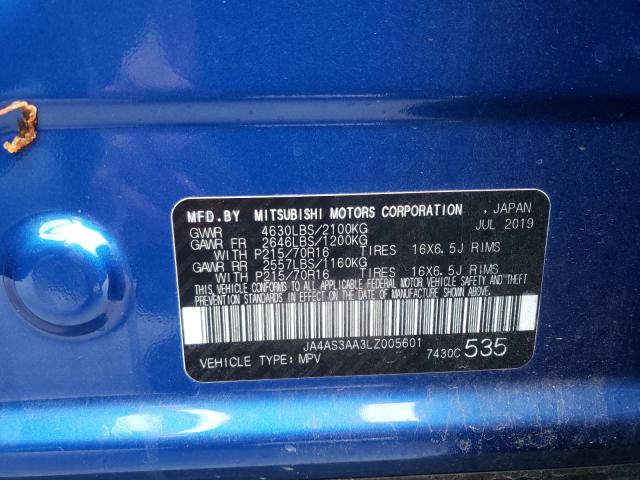 MFD.BY MITSUBISHI MOTORS CORPORATION , JAPAN
GVWR 4630LBS/2100KG JUL 2019
GAWR FR 2646LBS/1200KG
WITH P215/70R16 TIRES 16X6.5J RIMS
GAWR RR 2557LBS/1160KG
WITH P215/70R16 TIRES 16X6.5J RIMS
THIS VEHICLE CONFORMS TO ALL APPLICABLE FEDERAL MOTOR VEHICLE SAFETY AND THEFT
PREVENTION STANDARDS IN EFFECT ON THE DATE OF MANUFACTURE SHOWN ABOVE.
JA4AS3AA3LZ005601
VEHICLE TYPE: MPV 7430C 535